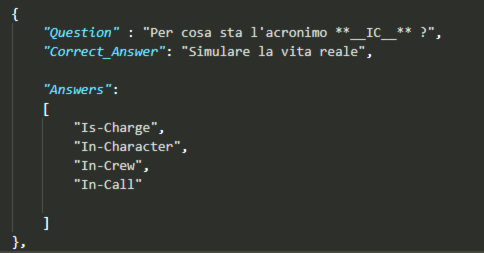 {
"Question" : "Per cosa sta l'acronimo **__IC__** ?",
"Correct_Answer": "Simulare la vita reale",
"Answers":
[
"Is-Charge",
"In-Character",
"In-Crew",
"In-Call"
]
},